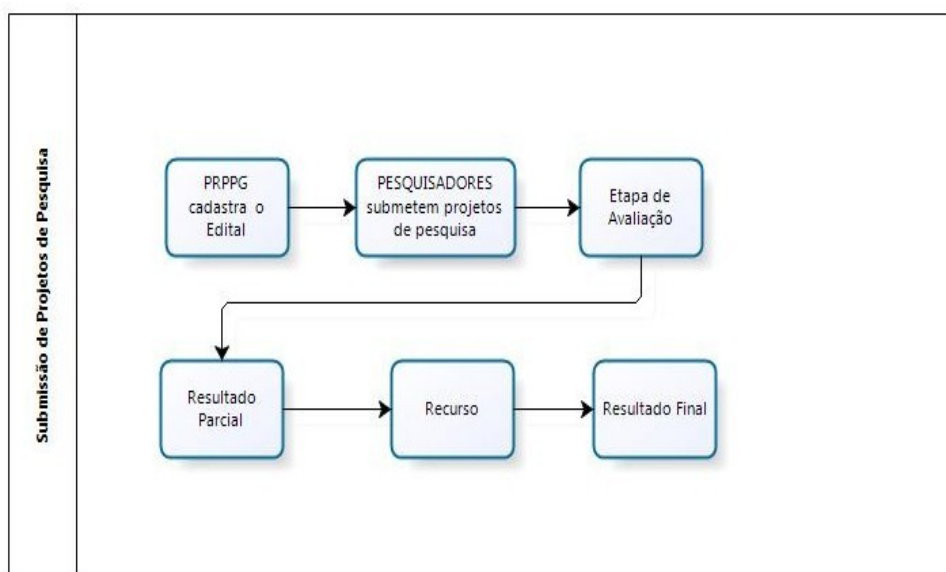 Submissão de Projetos de Pesquisa
PRPPG
cadastra o
Edital
PESQUISADORES
submetem projetos
de pesquisa
Etapa de
Avaliação
Resultado
Parcial
Recurso
Resultado Final